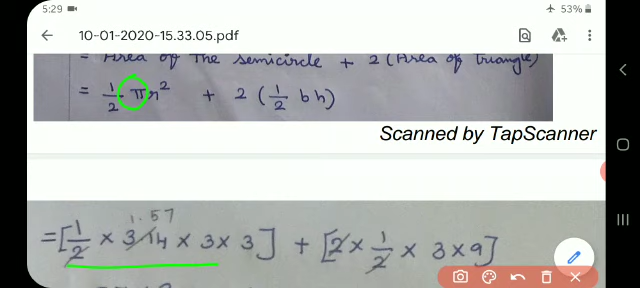 5:29 53%
10-01-2020-15.33.05.pdf
= Area of the semicircle + 2 (Area of triangle)
= 1/2 πr² + 2 (1/2 bh)
Scanned by TapScanner
1.57
= [1/2 × 3.14 × 3 × 3] + [2 × 1/2 × 3 × 9]